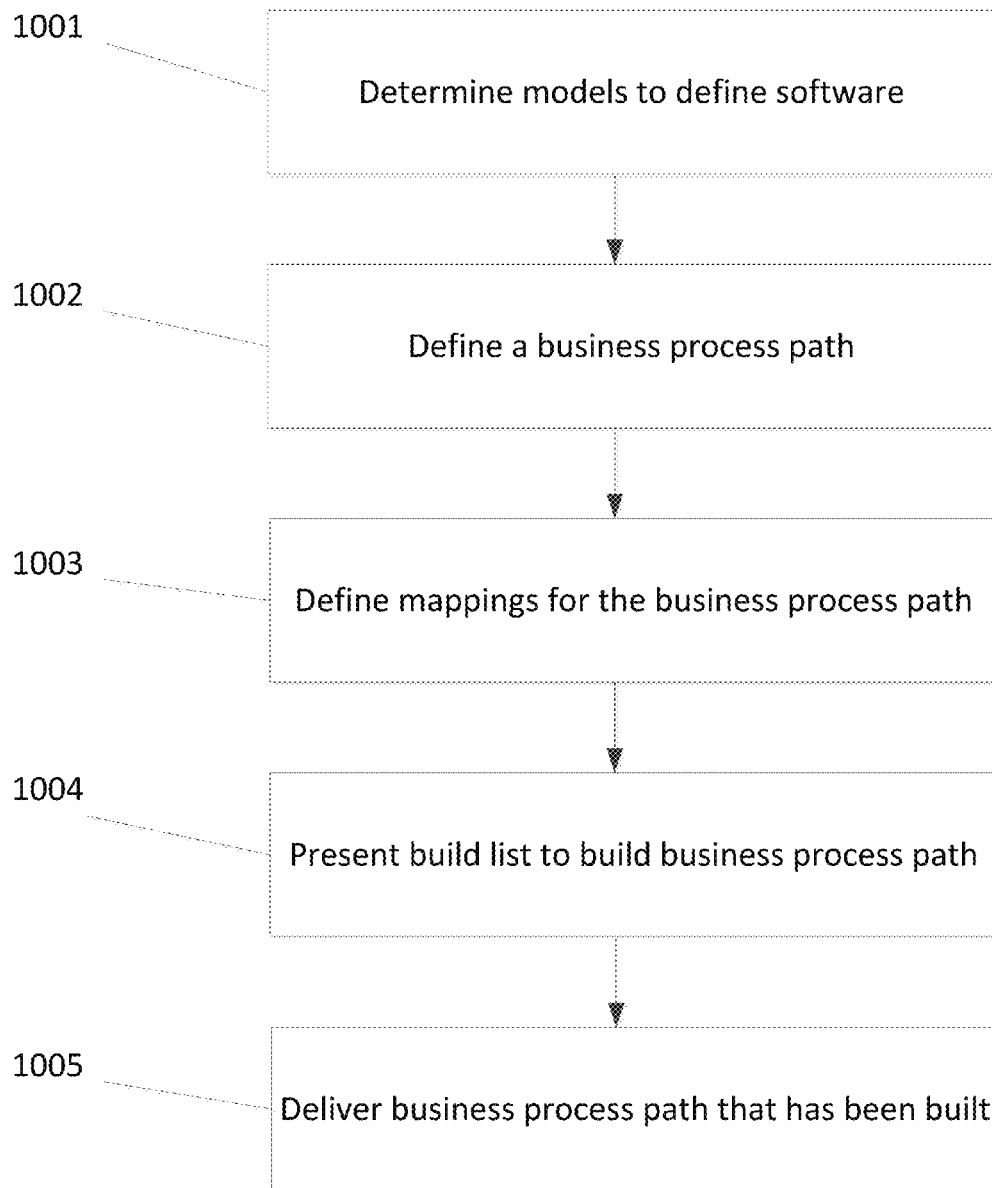 1001
Determine models to define software
1002
Define a business process path
1003
Define mappings for the business process path
1004
Present build list to build business process path
1005
Deliver business process path that has been built